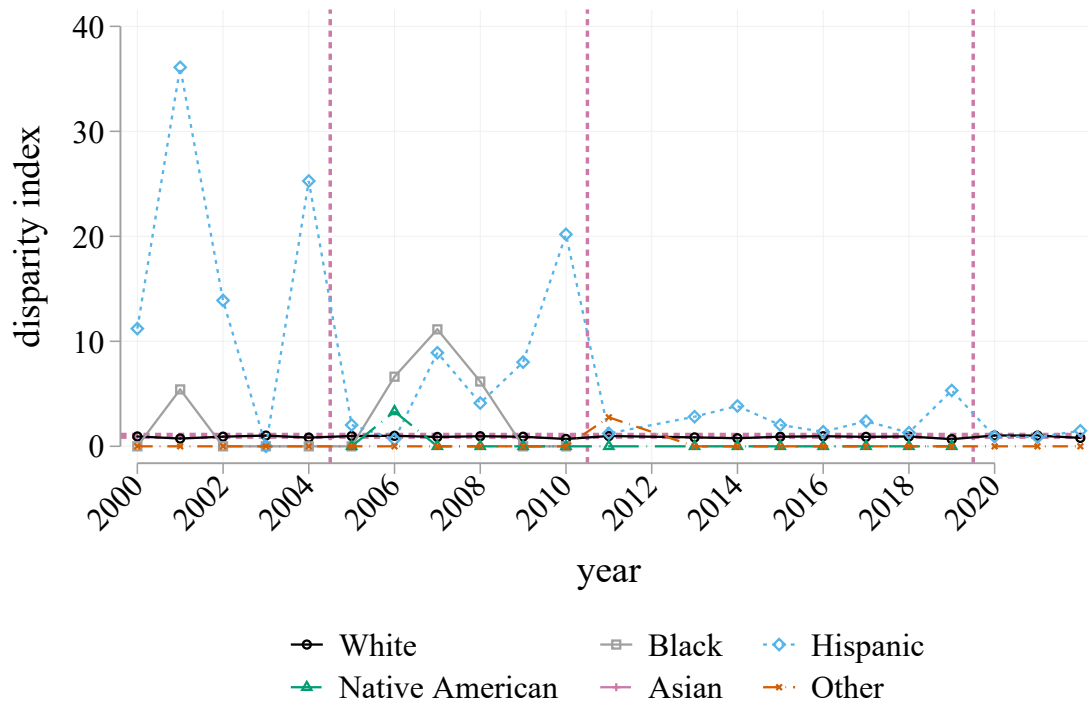 40
30
20
10
0
disparity index
2000 2002 2004 2006 2008 2010 2012 2014 2016 2018 2020
year
White Black Hispanic
Native American Asian Other